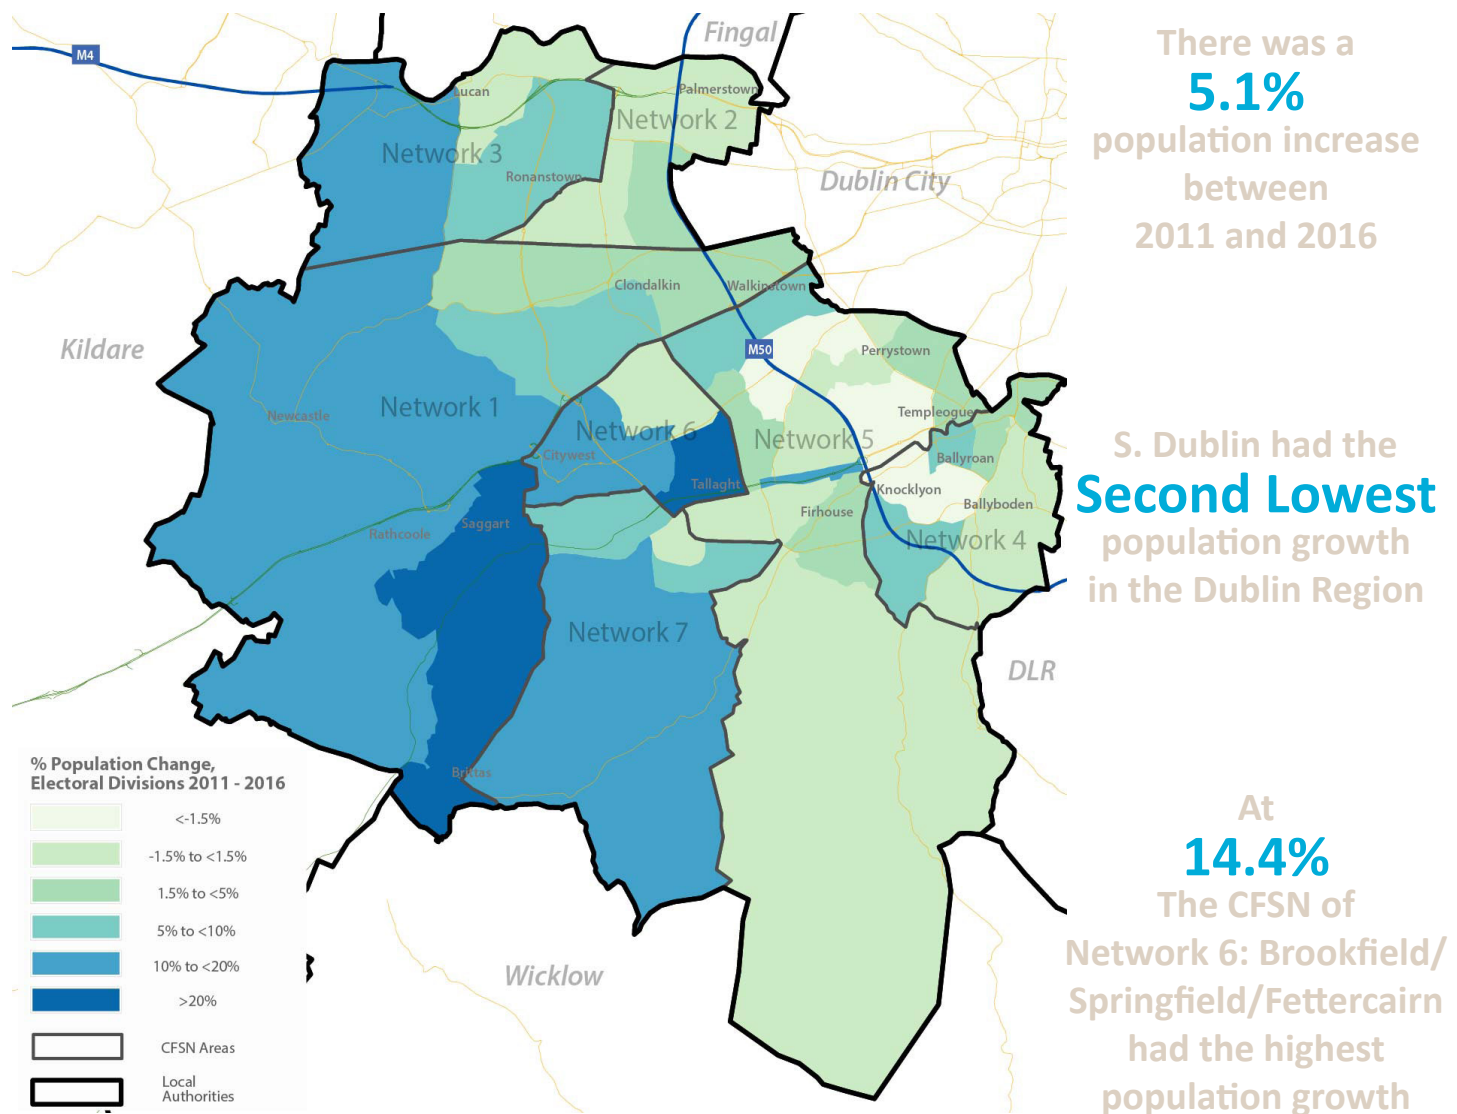 Fingal
M4
Lucan
Palmerstown
Network 2
Network 3
Ronanstown
Dublin City
Clondalkin
Walkinstown
Kildare
M50
Perrystown
Newcastle
Network 1
Templeogue
Network 6
Network 5
Citywest
Ballyroan
Tallaght
Knocklyon
Ballyboden
Firhouse
Saggart
Rathcoole
Network 4
Network 7
DLR
Brittas
Wicklow
% Population Change,
Electoral Divisions 2011 - 2016
<-1.5%
-1.5% to <1.5%
1.5% to <5%
5% to <10%
10% to <20%
>20%
CFSN Areas
Local
Authorities
There was a
5.1%
population increase
between
2011 and 2016
S. Dublin had the
Second Lowest
population growth
in the Dublin Region
At
14.4%
The CFSN of
Network 6: Brookfield/
Springfield/Fettercairn
had the highest
population growth